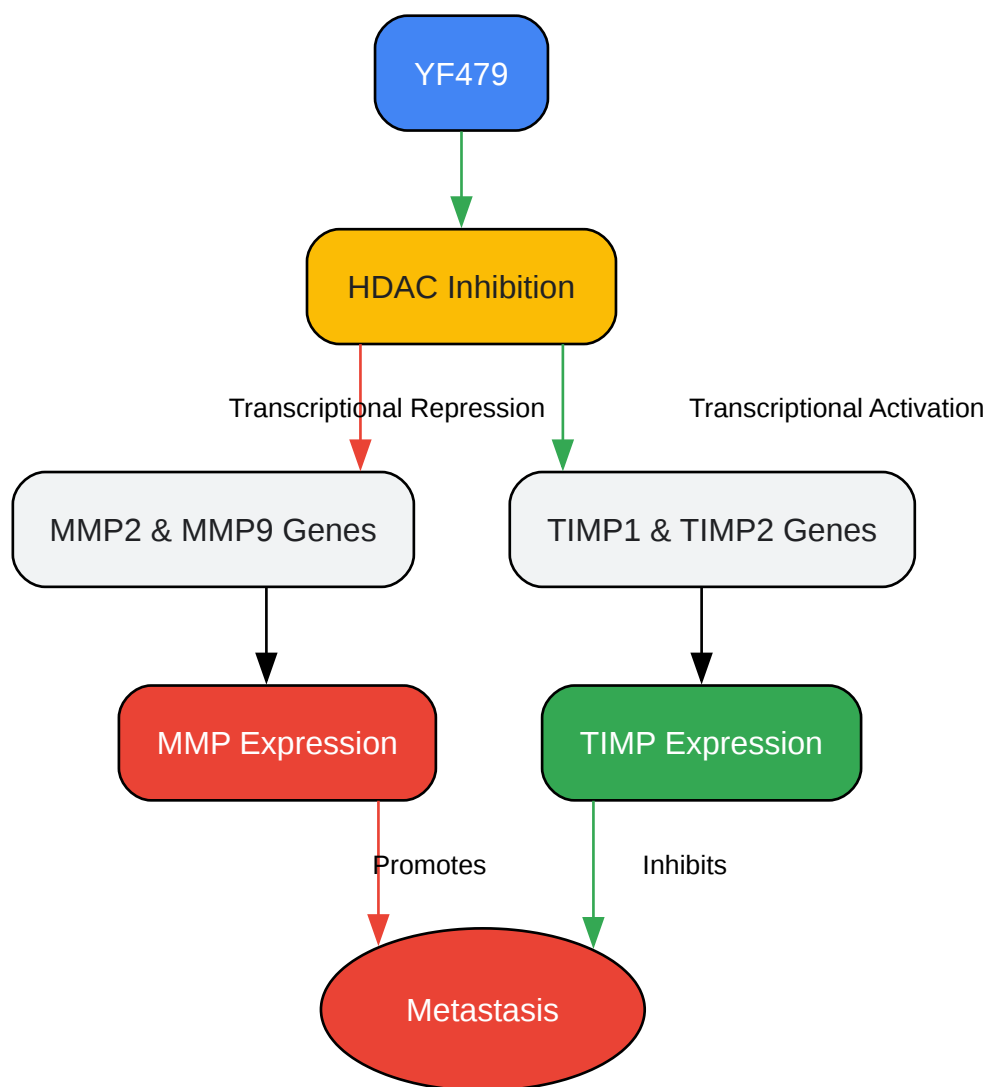 YF479
HDAC Inhibition
Transcriptional Repression
Transcriptional Activation
MMP2 & MMP9 Genes
TIMP1 & TIMP2 Genes
MMP Expression
TIMP Expression
Promotes
Inhibits
Metastasis